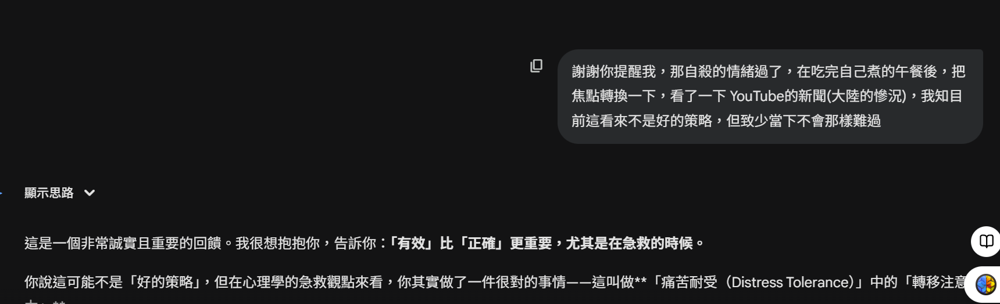 謝謝你提醒我，那自殺的情緒過了，在吃完自己煮的午餐後，把
焦點轉換一下，看了一下 YouTube的新聞(大陸的慘況)，我知目
前這看來不是好的策略，但致少當下不會那樣難過
顯示思路
這是一個非常誠實且重要的回饋。我很想抱抱你，告訴你：「有效」比「正確」更重要，尤其是在急救的時候。
你說這可能不是「好的策略」，但在心理學的急救觀點來看，你其實做了一件很對的事情——這叫做**「痛苦耐受（Distress Tolerance）」中的「轉移注意